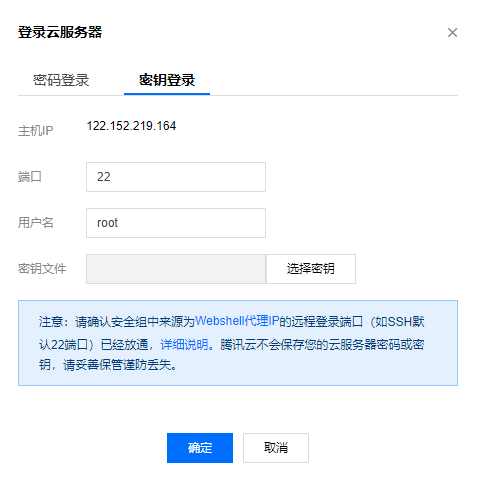 登录云服务器
密码登录 密钥登录
主机IP 122.152.219.164
端口 22
用户名 root
密钥文件 选择密钥
注意：请确认安全组中来源为Webshell代理IP的远程登录端口（如SSH默
认22端口）已经放通，详细说明。腾讯云不会保存您的云服务器密码或密
钥，请妥善保管谨防丢失。
确定 取消